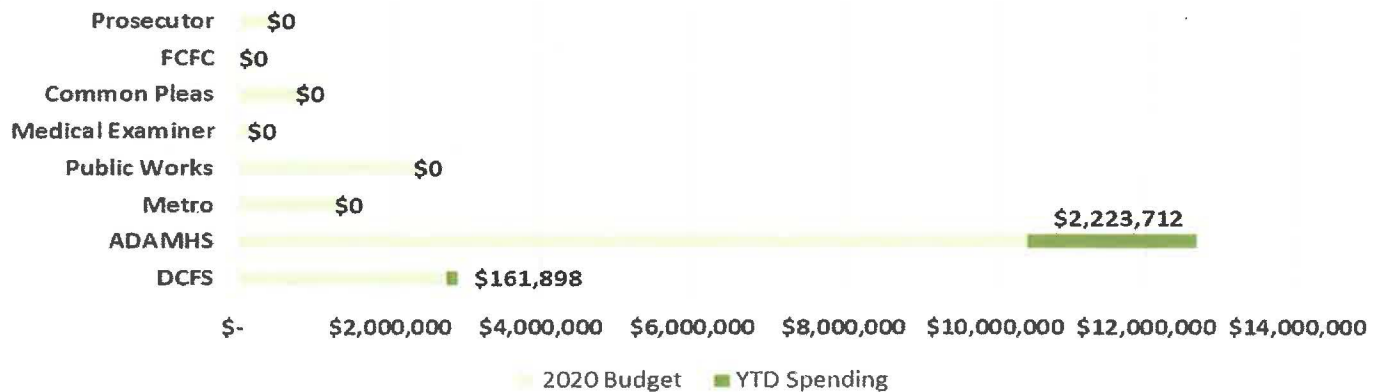 Prosecutor $0
FCFC $0
Common Pleas $0
Medical Examiner $0
Public Works $0
Metro $0
ADAMHS $2,223,712
DCFS $161,898
$- $2,000,000 $4,000,000 $6,000,000 $8,000,000 $10,000,000 $12,000,000 $14,000,000
2020 Budget YTD Spending